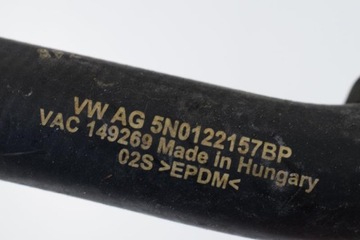 VW AG 5N0122157BP
VAC 149269 Made in Hungary
02S >EPDM<